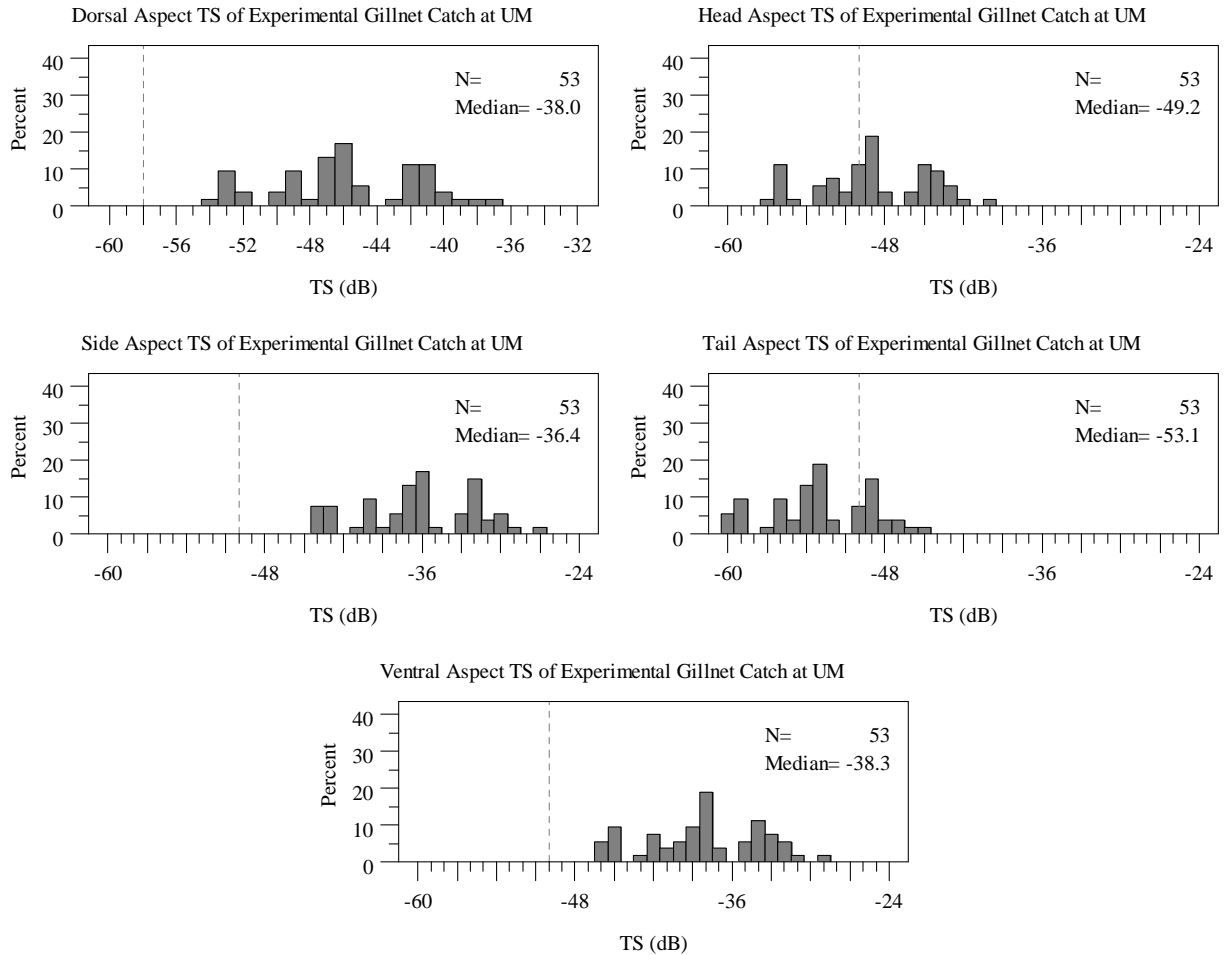 Dorsal Aspect TS of Experimental Gillnet Catch at UM
40
30
20
10
0
Percent
N= 53
Median= -38.0
-60 -56 -52 -48 -44 -40 -36 -32
TS (dB)
Head Aspect TS of Experimental Gillnet Catch at UM
40
30
20
10
0
Percent
N= 53
Median= -49.2
-60 -48 -36 -24
TS (dB)
Side Aspect TS of Experimental Gillnet Catch at UM
40
30
20
10
0
Percent
N= 53
Median= -36.4
-60 -48 -36 -24
TS (dB)
Tail Aspect TS of Experimental Gillnet Catch at UM
40
30
20
10
0
Percent
N= 53
Median= -53.1
-60 -48 -36 -24
TS (dB)
Ventral Aspect TS of Experimental Gillnet Catch at UM
40
30
20
10
0
Percent
N= 53
Median= -38.3
-60 -48 -36 -24
TS (dB)